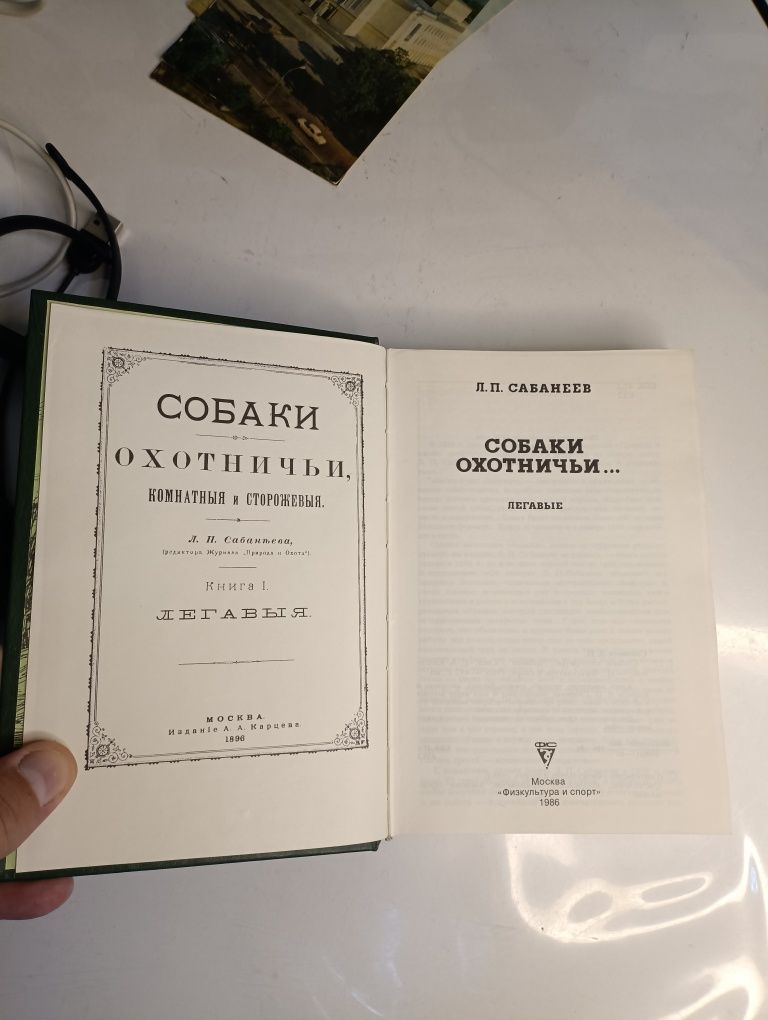 СОБАКИ
ОХОТНИЧЬИ,
КОМНАТНЫЯ и СТОРОЖЕВЫЯ.
Л. П. Сабанѣева,
(редактора Журнала „Природа и Охота“).
Книга I.
ЛЕГАВЫЯ.
МОСКВА.
Изданіе А. А. Карцева.
1896
Л.П. САБАНЕЕВ
СОБАКИ
ОХОТНИЧЬИ...
ЛЕГАВЫЕ
ФС
Москва
«Физкультура и спорт»
1986